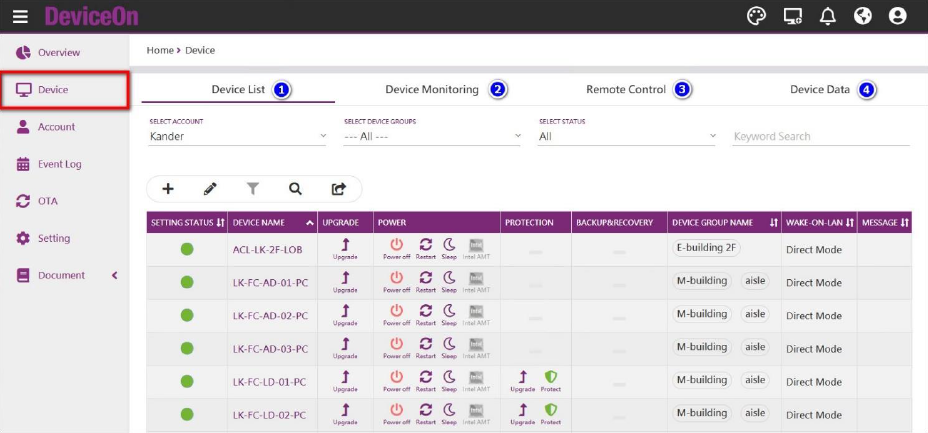 DeviceOn
Overview
Device
Account
Event Log
OTA
Setting
Document
Home > Device
Device List 1
Device Monitoring 2
Remote Control 3
Device Data 4
SELECT ACCOUNT
Kander
SELECT DEVICE GROUPS
--- All ---
SELECT STATUS
All
Keyword Search
SETTING STATUS DEVICE NAME UPGRADE POWER PROTECTION BACKUP&RECOVERY DEVICE GROUP NAME WAKE-ON-LAN MESSAGE
ACL-LK-2F-LOB E-building 2F Direct Mode
Upgrade Power off Restart Sleep Intel AMT
LK-FC-AD-01-PC M-building aisle Direct Mode
Upgrade Power off Restart Sleep Intel AMT
LK-FC-AD-02-PC M-building aisle Direct Mode
Upgrade Power off Restart Sleep Intel AMT
LK-FC-AD-03-PC M-building aisle Direct Mode
Upgrade Power off Restart Sleep Intel AMT
LK-FC-LD-01-PC M-building aisle Direct Mode
Upgrade Power off Restart Sleep Intel AMT Upgrade Protect
LK-FC-LD-02-PC M-building aisle Direct Mode
Upgrade Power off Restart Sleep Intel AMT Upgrade Protect